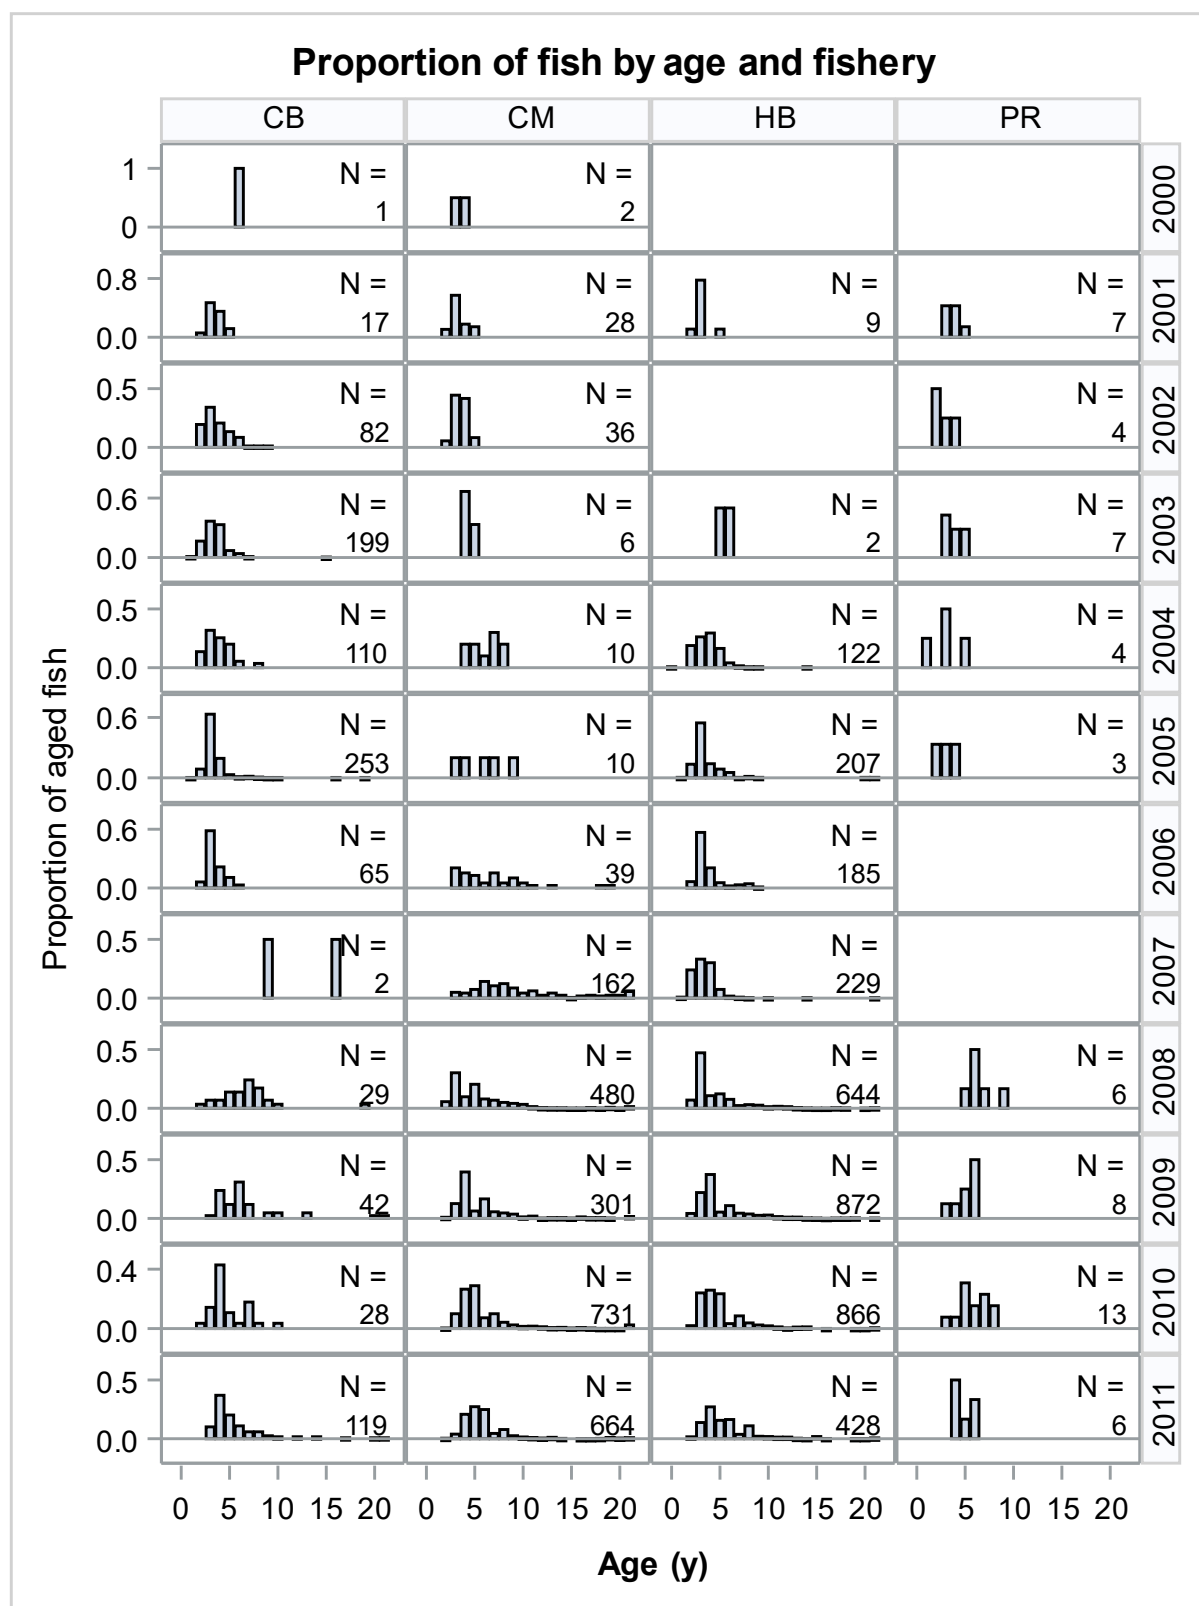 Proportion of fish by age and fishery
CB CM HB PR
1 N = N =
0 1 2 2000
0.8 N = N = N = N =
0.0 17 28 9 7 2001
0.5 N = N = N =
0.0 82 36 4 2002
0.6 N = N = N = N =
0.0 199 6 2 7 2003
0.5 N = N = N = N =
0.0 110 10 122 4 2004
0.6 N = N = N = N =
0.0 253 10 207 3 2005
0.6 N = N = N =
0.0 65 39 185 2006
0.5 N = N = N =
0.0 2 162 229 2007
0.5 N = N = N = N =
0.0 29 480 644 6 2008
0.5 N = N = N = N =
0.0 42 301 872 8 2009
0.4 N = N = N = N =
0.0 28 731 866 13 2010
0.5 N = N = N = N =
0.0 119 664 428 6 2011
Proportion of aged fish
0 5 10 15 20 0 5 10 15 20 0 5 10 15 20 0 5 10 15 20
Age (y)